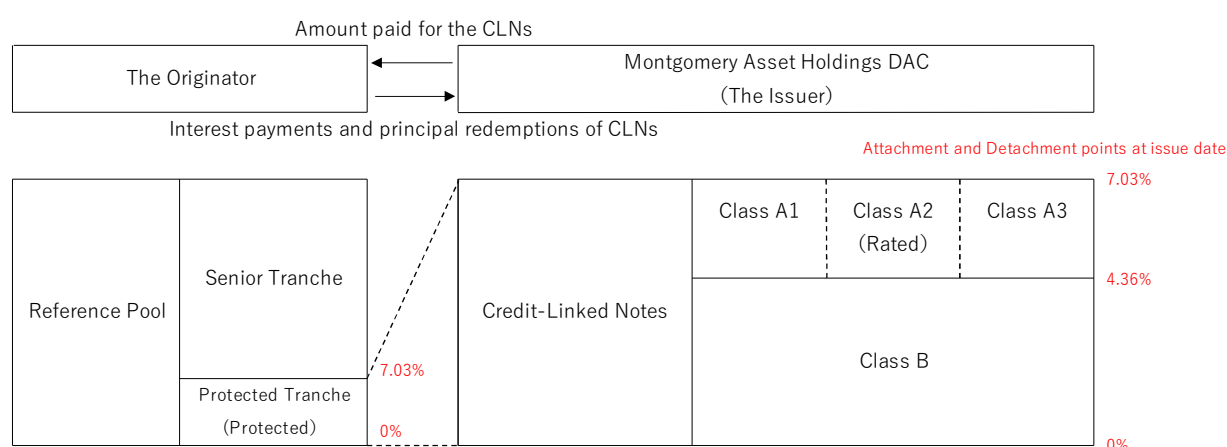 Amount paid for the CLNs
The Originator
Montgomery Asset Holdings DAC
(The Issuer)
Interest payments and principal redemptions of CLNs
Attachment and Detachment points at issue date
7.03%
Class A1
Class A2
(Rated)
Class A3
Senior Tranche
4.36%
Reference Pool
Credit-Linked Notes
Class B
7.03%
Protected Tranche
(Protected)
0%
0%